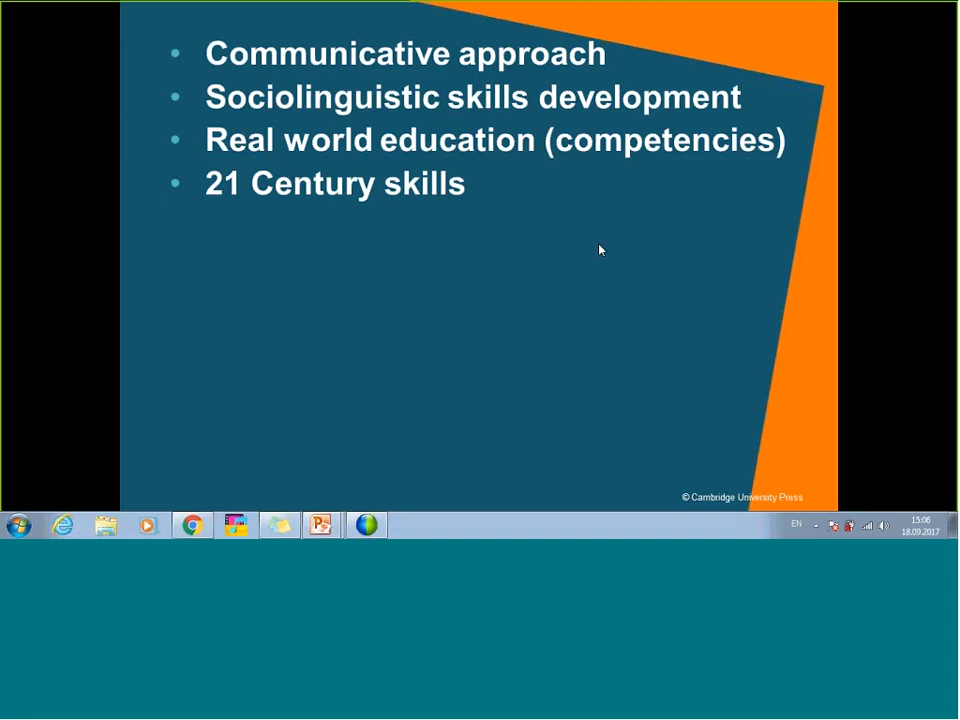 • Communicative approach
• Sociolinguistic skills development
• Real world education (competencies)
• 21 Century skills
© Cambridge University Press
EN
15:06
18.09.2017